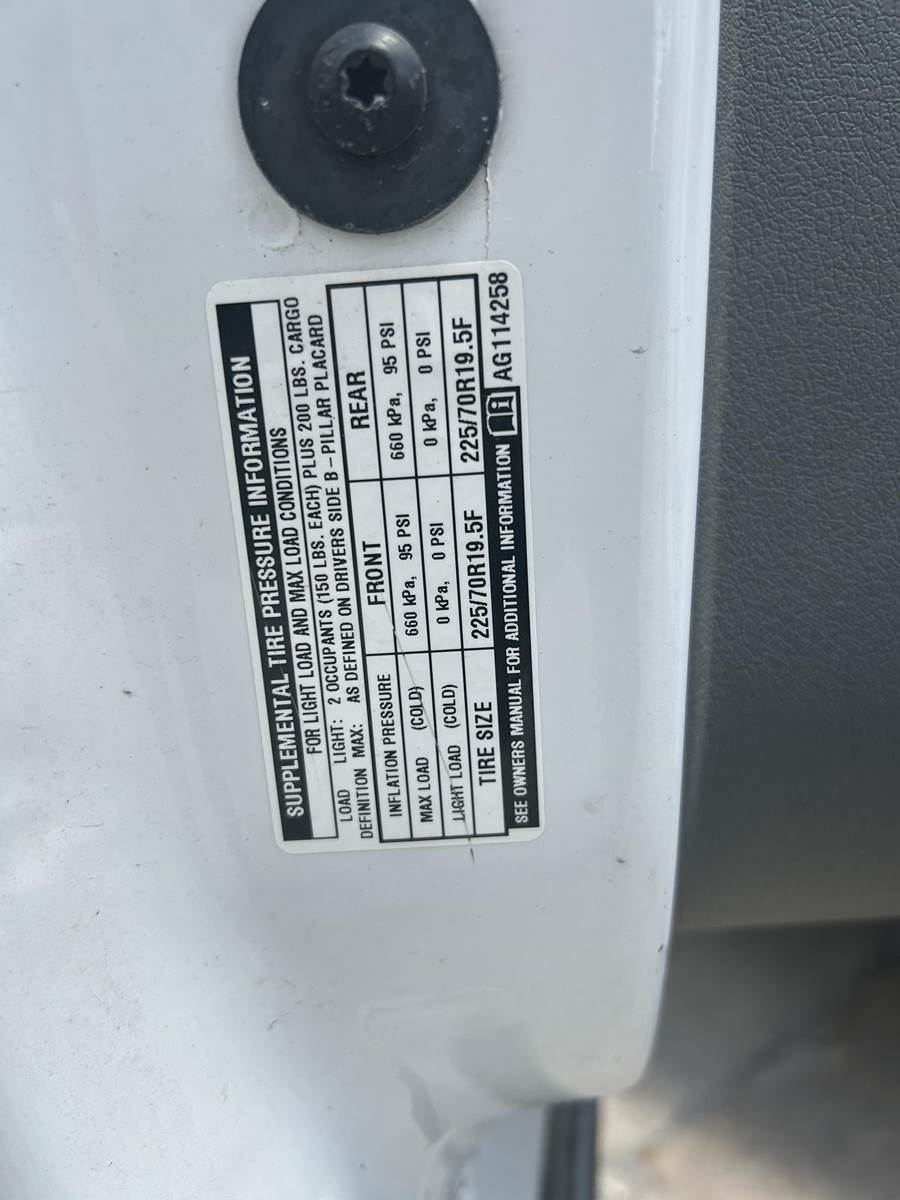 SUPPLEMENTAL TIRE PRESSURE INFORMATION
FOR LIGHT LOAD AND MAX LOAD CONDITIONS
LOAD LIGHT: 2 OCCUPANTS (150 LBS. EACH) PLUS 200 LBS. CARGO
DEFINITION MAX: AS DEFINED ON DRIVERS SIDE B - PILLAR PLACARD
INFLATION PRESSURE FRONT REAR
MAX LOAD (COLD) 660 kPa, 95 PSI 660 kPa, 95 PSI
LIGHT LOAD (COLD) 0 kPa, 0 PSI 0 kPa, 0 PSI
TIRE SIZE 225/70R19.5F 225/70R19.5F
SEE OWNERS MANUAL FOR ADDITIONAL INFORMATION i AG114258